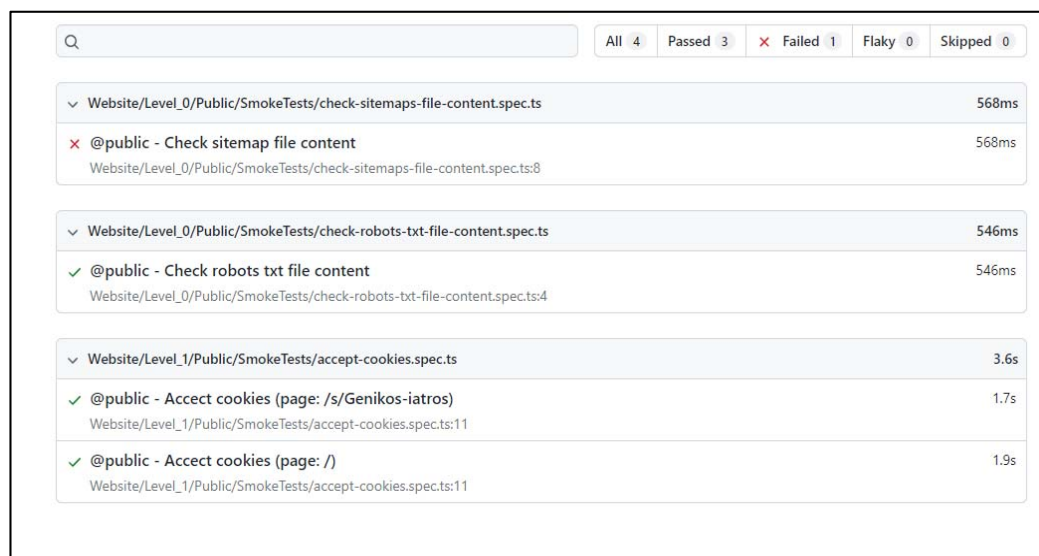 All 4 Passed 3 Failed 1 Flaky 0 Skipped 0
Website/Level_0/Public/SmokeTests/check-sitemaps-file-content.spec.ts 568ms
@public - Check sitemap file content 568ms
Website/Level_0/Public/SmokeTests/check-sitemaps-file-content.spec.ts:8
Website/Level_0/Public/SmokeTests/check-robots-txt-file-content.spec.ts 546ms
@public - Check robots txt file content 546ms
Website/Level_0/Public/SmokeTests/check-robots-txt-file-content.spec.ts:4
Website/Level_1/Public/SmokeTests/accept-cookies.spec.ts 3.6s
@public - Accect cookies (page: /s/Genikos-iatros) 1.7s
Website/Level_1/Public/SmokeTests/accept-cookies.spec.ts:11
@public - Accect cookies (page: /) 1.9s
Website/Level_1/Public/SmokeTests/accept-cookies.spec.ts:11